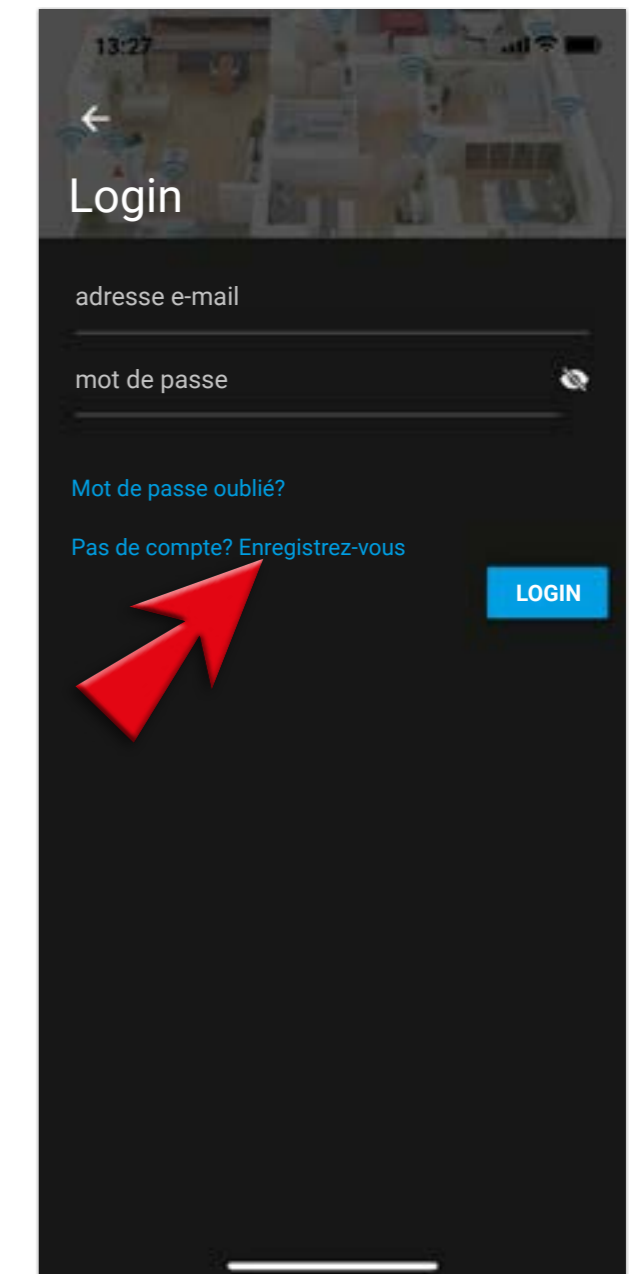 13:27
Login
adresse e-mail
mot de passe
Mot de passe oublié?
Pas de compte? Enregistrez-vous
LOGIN